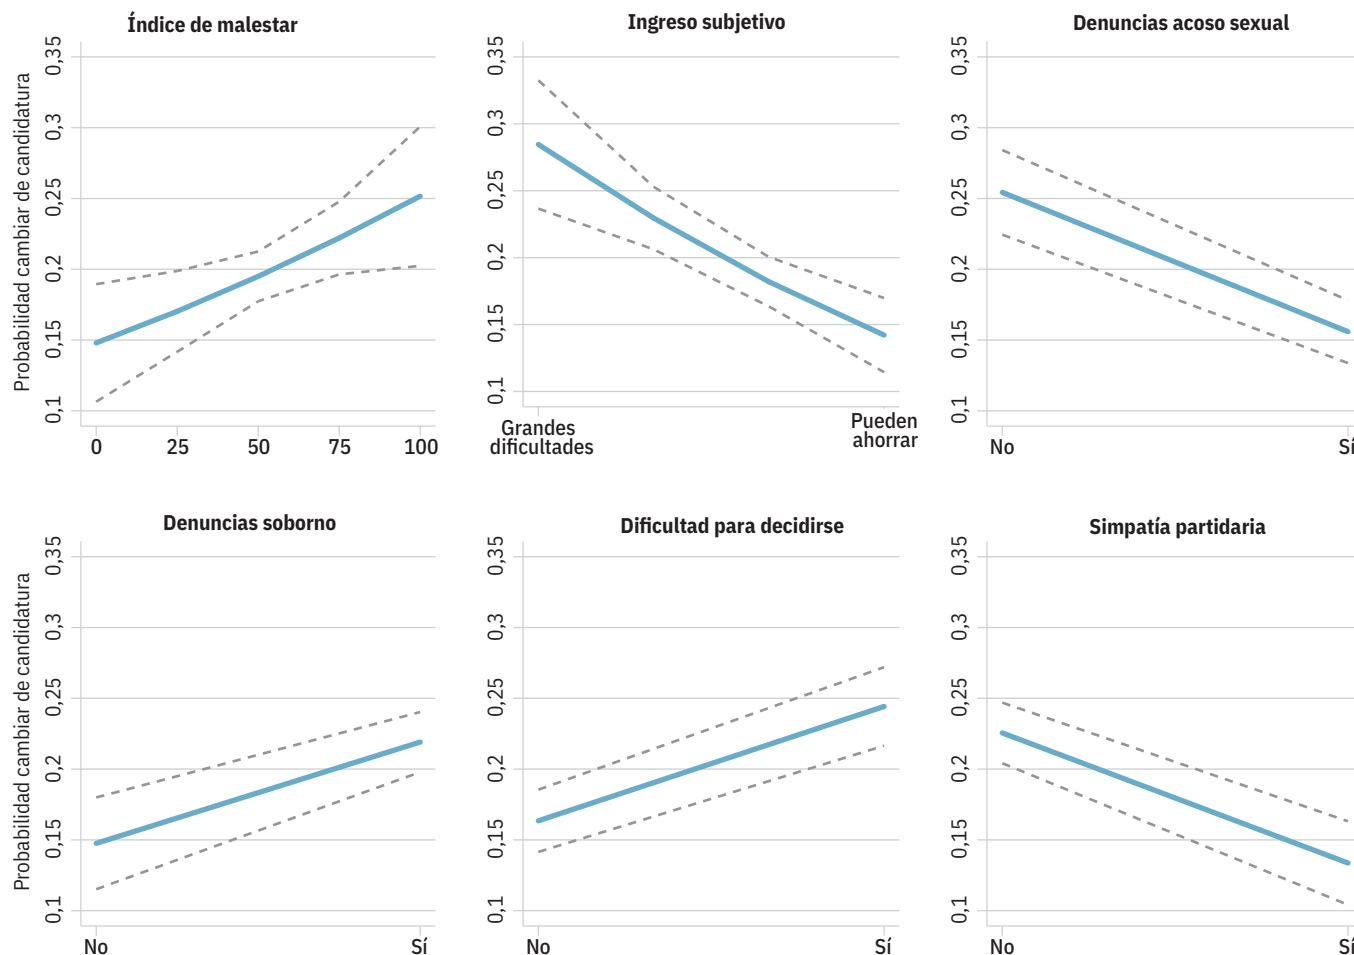 Índice de malestar
Probabilidad cambiar de candidatura
0,35
0,3
0,25
0,2
0,15
0,1
0 25 50 75 100
Ingreso subjetivo
0,35
0,3
0,25
0,2
0,15
0,1
Grandes
dificultades
Pueden
ahorrar
Denuncias acoso sexual
0,35
0,3
0,25
0,2
0,15
0,1
No Sí
Denuncias soborno
Probabilidad cambiar de candidatura
0,35
0,3
0,25
0,2
0,15
0,1
No Sí
Dificultad para decidirse
0,35
0,3
0,25
0,2
0,15
0,1
No Sí
Simpatía partidaria
0,35
0,3
0,25
0,2
0,15
0,1
No Sí